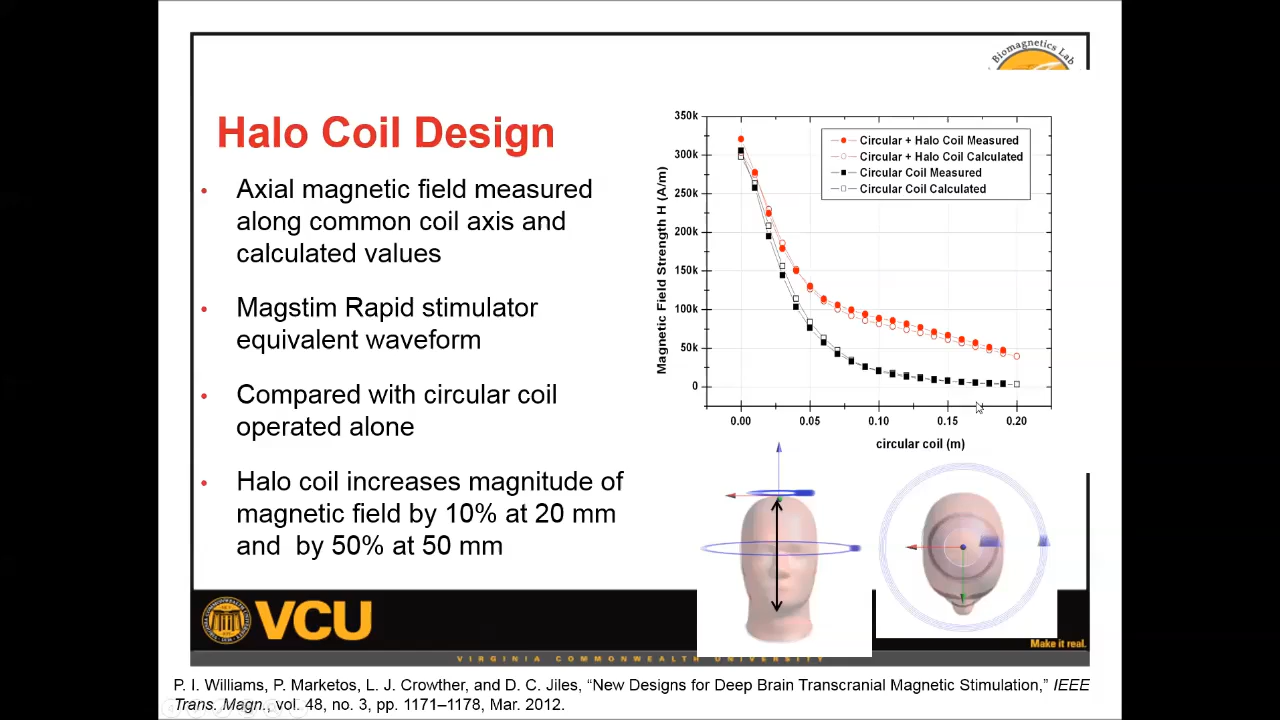 Biomagnetics Lab
Halo Coil Design
• Axial magnetic field measured
along common coil axis and
calculated values
• Magstim Rapid stimulator
equivalent waveform
• Compared with circular coil
operated alone
• Halo coil increases magnitude of
magnetic field by 10% at 20 mm
and by 50% at 50 mm
350k
300k
250k
200k
150k
100k
50k
0
Magnetic Field Strength H (A/m)
Circular + Halo Coil Measured
Circular + Halo Coil Calculated
Circular Coil Measured
Circular Coil Calculated
0.00 0.05 0.10 0.15 0.20
circular coil (m)
VCU
Make it real.
VIRGINIA COMMONWEALTH UNIVERSITY
P. I. Williams, P. Marketos, L. J. Crowther, and D. C. Jiles, “New Designs for Deep Brain Transcranial Magnetic Stimulation,” IEEE
Trans. Magn., vol. 48, no. 3, pp. 1171–1178, Mar. 2012.